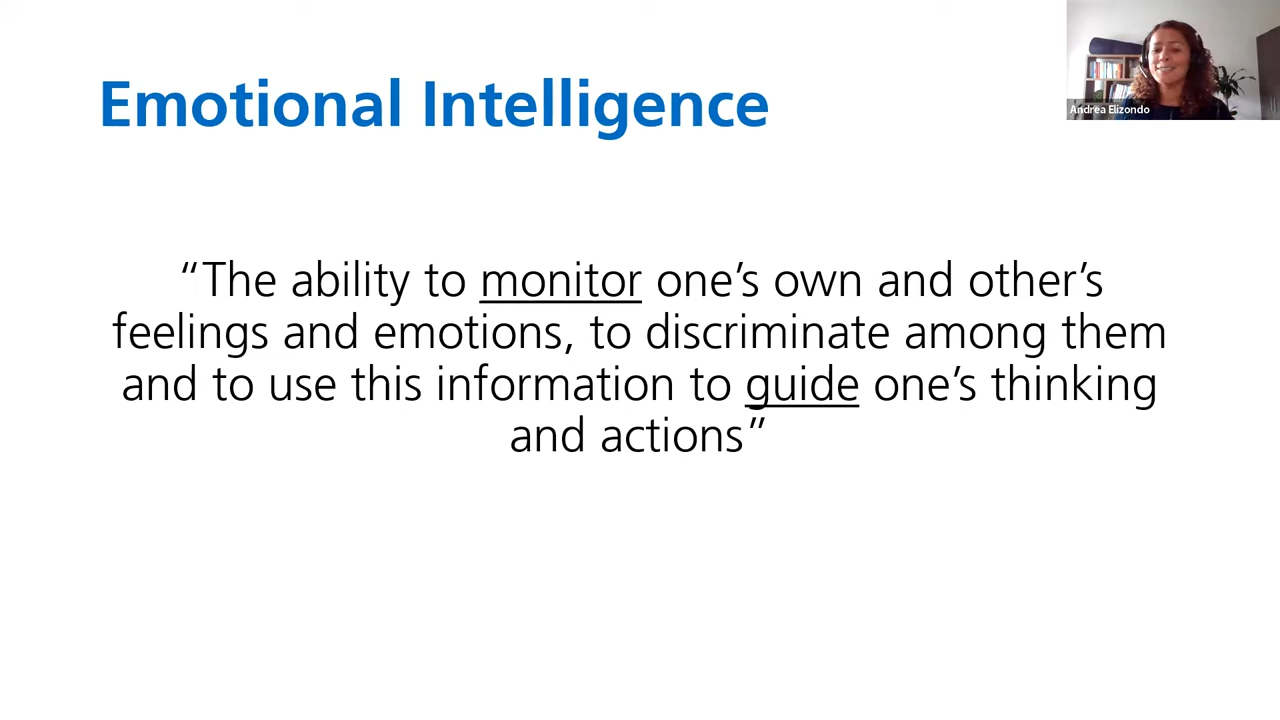 Emotional Intelligence
Andrea Elizondo
“The ability to monitor one’s own and other’s
feelings and emotions, to discriminate among them
and to use this information to guide one’s thinking
and actions”